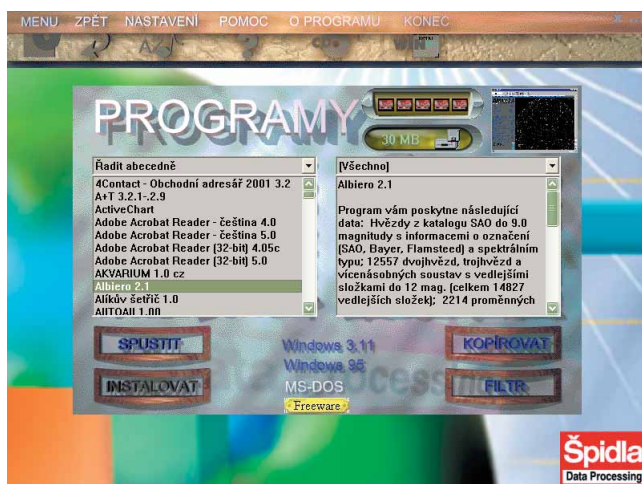 MENU ZPĚT NASTAVENÍ POMOC O PROGRAMU KONEC
WIN
PROGRAMY
30 MB
Řadit abecedně
4Contact - Obchodní adresář 2001 3.2
A+T 3.2.1-.2.9
ActiveChart
Adobe Acrobat Reader - čeština 4.0
Adobe Acrobat Reader - čeština 5.0
Adobe Acrobat Reader (32-bit) 4.05c
Adobe Acrobat Reader (32-bit) 5.0
AKVARIUM 1.0 cz
Albiero 2.1
Alíkův šetřič 1.0
AUTOALL 1.00
[Všechno]
Albiero 2.1
Program vám poskytne následující
data: Hvězdy z katalogu SAO do 9.0
magnitudy s informacemi o označení
(SAO, Bayer, Flamsteed) a spektrálním
typu; 12557 dvojhvězd, trojhvězd a
vícenásobných soustav s vedlejšími
složkami do 12 mag. (celkem 14827
vedlejších složek); 2214 proměnných
SPUSTIT
INSTALOVAT
Windows 3.11
Windows 95
MS-DOS
Freeware
KOPÍROVAT
FILTR
Špidla
Data Processing